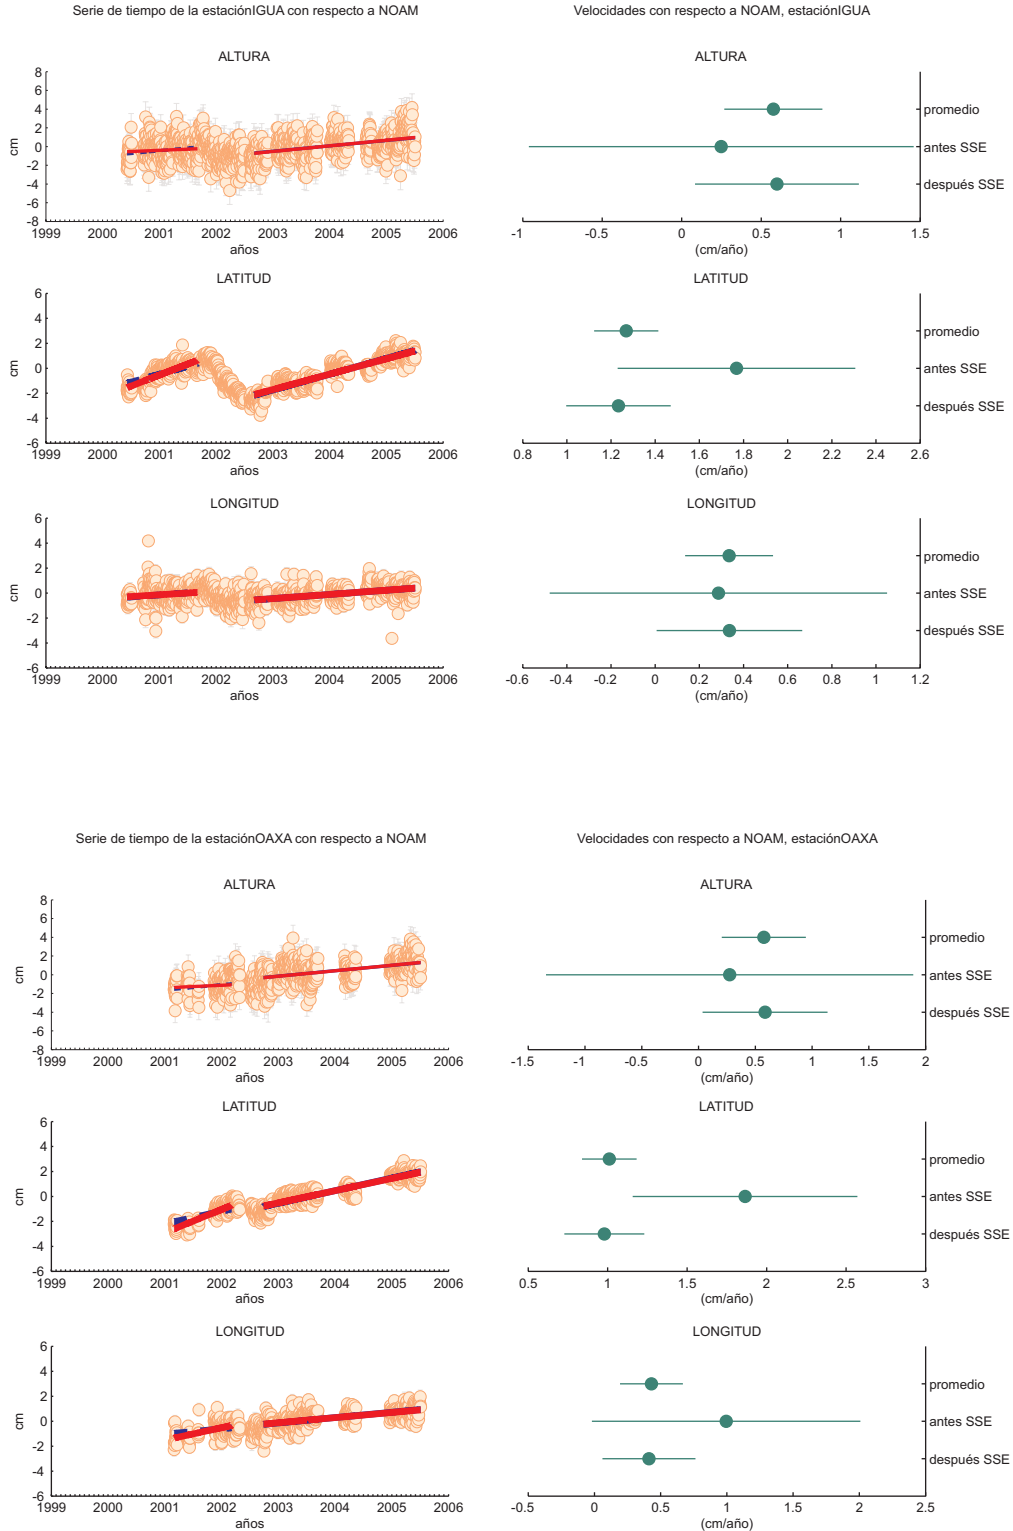 Serie de tiempo de la estaciónIGUA con respecto a NOAM
Velocidades con respecto a NOAM, estaciónIGUA
ALTURA
8
6
4
2
0
-2
-4
-6
-8
cm
1999 2000 2001 2002 2003 2004 2005 2006
años
ALTURA
promedio
antes SSE
después SSE
-1 -0.5 0 0.5 1 1.5
(cm/año)
LATITUD
6
4
2
0
-2
-4
-6
cm
1999 2000 2001 2002 2003 2004 2005 2006
años
LATITUD
promedio
antes SSE
después SSE
0.8 1 1.2 1.4 1.6 1.8 2 2.2 2.4 2.6
(cm/año)
LONGITUD
6
4
2
0
-2
-4
-6
cm
1999 2000 2001 2002 2003 2004 2005 2006
años
LONGITUD
promedio
antes SSE
después SSE
-0.6 -0.4 -0.2 0 0.2 0.4 0.6 0.8 1 1.2
(cm/año)
Serie de tiempo de la estaciónOAXA con respecto a NOAM
Velocidades con respecto a NOAM, estaciónOAXA
ALTURA
8
6
4
2
0
-2
-4
-6
-8
cm
1999 2000 2001 2002 2003 2004 2005 2006
años
ALTURA
promedio
antes SSE
después SSE
-1.5 -1 -0.5 0 0.5 1 1.5 2
(cm/año)
LATITUD
6
4
2
0
-2
-4
-6
cm
1999 2000 2001 2002 2003 2004 2005 2006
años
LATITUD
promedio
antes SSE
después SSE
0.5 1 1.5 2 2.5 3
(cm/año)
LONGITUD
6
4
2
0
-2
-4
-6
cm
1999 2000 2001 2002 2003 2004 2005 2006
años
LONGITUD
promedio
antes SSE
después SSE
-0.5 0 0.5 1 1.5 2 2.5
(cm/año)